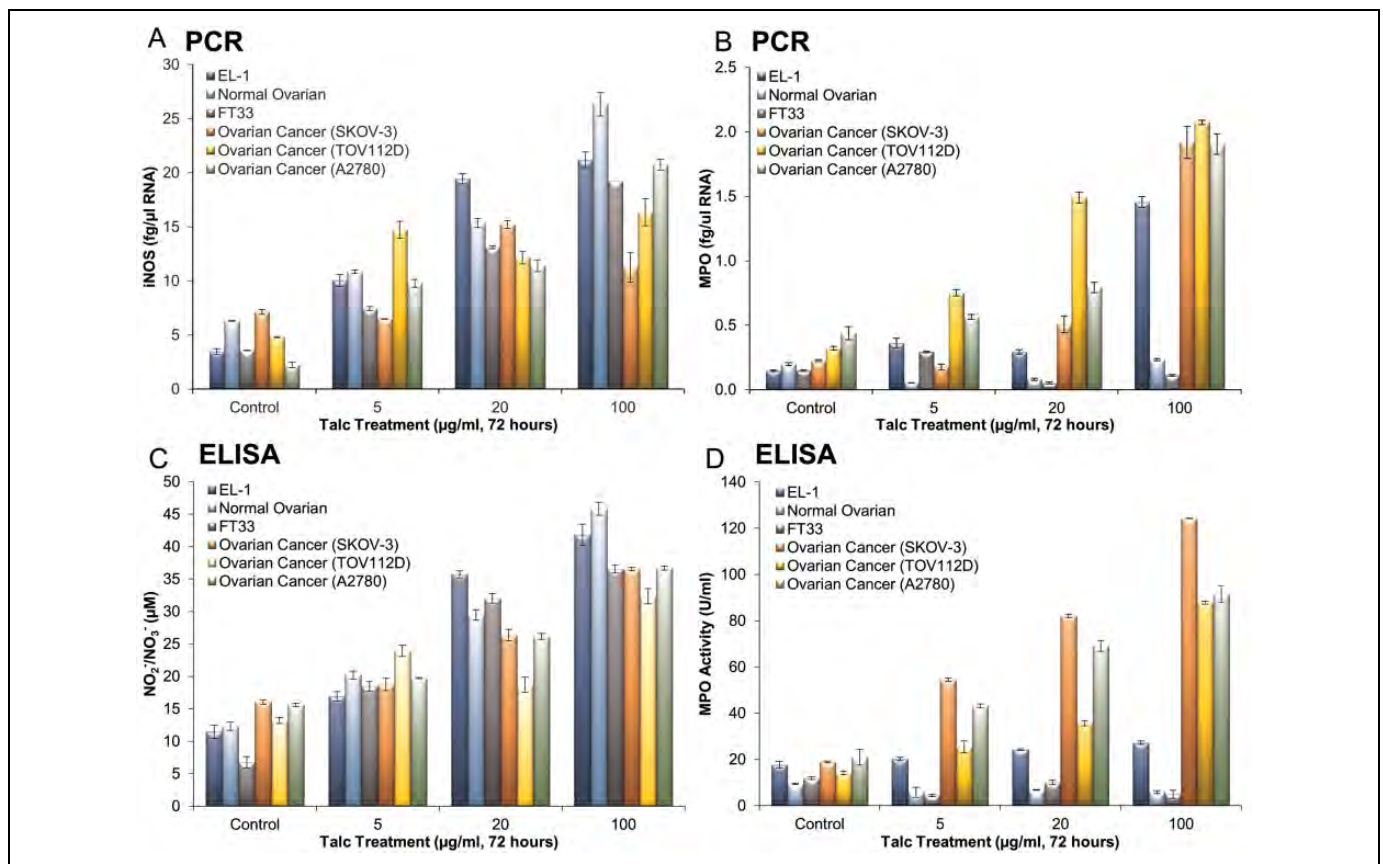 A PCR
30
25
20
15
10
5
0
iNOS (fg/µl RNA)
EL-1
Normal Ovarian
FT33
Ovarian Cancer (SKOV-3)
Ovarian Cancer (TOV112D)
Ovarian Cancer (A2780)
Control 5 20 100
Talc Treatment (µg/ml, 72 hours)
B PCR
2.5
2.0
1.5
1.0
0.5
0.0
MPO (fg/ul RNA)
EL-1
Normal Ovarian
FT33
Ovarian Cancer (SKOV-3)
Ovarian Cancer (TOV112D)
Ovarian Cancer (A2780)
Control 5 20 100
Talc Treatment (µg/ml, 72 hours)
C ELISA
50
45
40
35
30
25
20
15
10
5
0
NO₂⁻/NO₃⁻ (µM)
EL-1
Normal Ovarian
FT33
Ovarian Cancer (SKOV-3)
Ovarian Cancer (TOV112D)
Ovarian Cancer (A2780)
Control 5 20 100
Talc Treatment (µg/ml, 72 hours)
D ELISA
140
120
100
80
60
40
20
0
MPO Activity (U/ml)
EL-1
Normal Ovarian
FT33
Ovarian Cancer (SKOV-3)
Ovarian Cancer (TOV112D)
Ovarian Cancer (A2780)
Control 5 20 100
Talc Treatment (µg/ml, 72 hours)